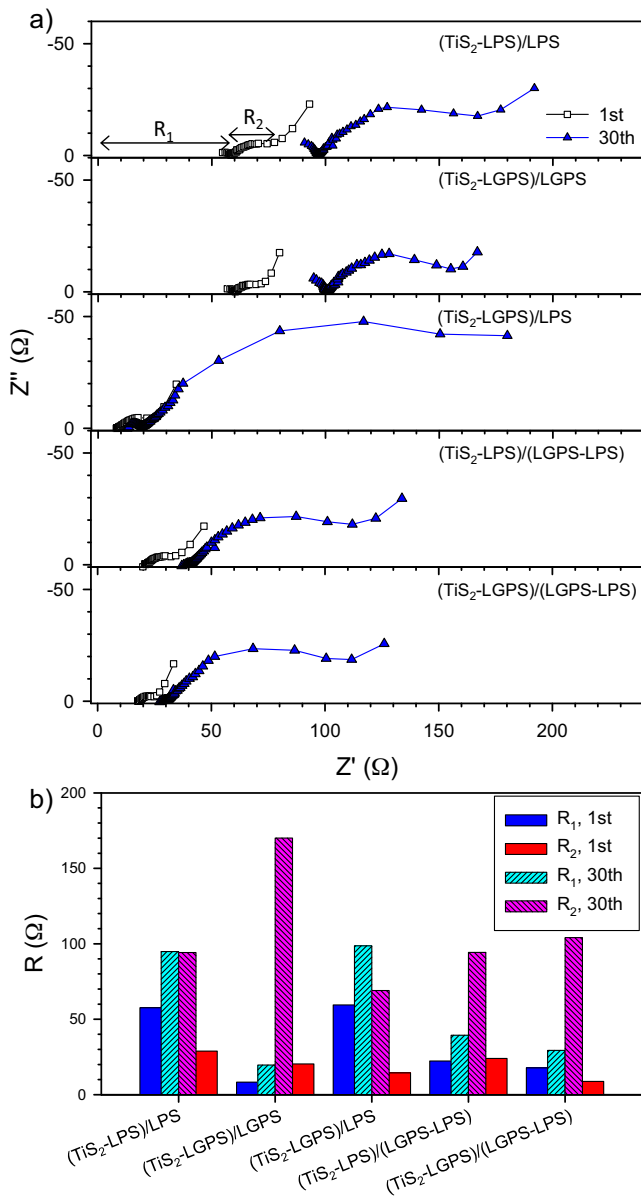 a)
-50
(TiS₂-LPS)/LPS
R₁
R₂
1st
30th
0
-50
(TiS₂-LGPS)/LGPS
0
-50
(TiS₂-LGPS)/LPS
Z'' (Ω)
0
-50
(TiS₂-LPS)/(LGPS-LPS)
0
-50
(TiS₂-LGPS)/(LGPS-LPS)
0
0 50 100 150 200
Z' (Ω)
b)
200
R₁, 1st
R₂, 1st
R₁, 30th
R₂, 30th
150
100
50
0
R (Ω)
(TiS₂-LPS)/LPS
(TiS₂-LGPS)/LGPS
(TiS₂-LGPS)/LPS
(TiS₂-LPS)/(LGPS-LPS)
(TiS₂-LGPS)/(LGPS-LPS)